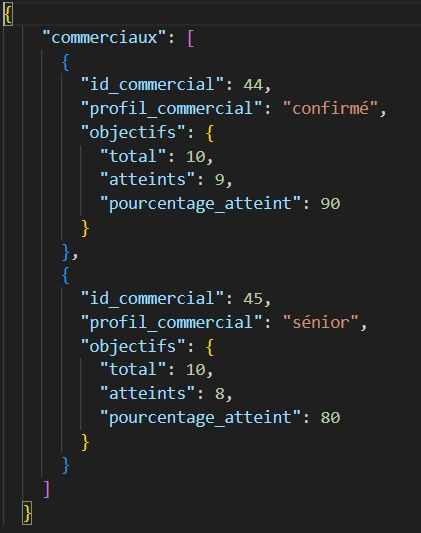 {
  "commerciaux": [
    {
      "id_commercial": 44,
      "profil_commercial": "confirmé",
      "objectifs": {
        "total": 10,
        "atteints": 9,
        "pourcentage_atteint": 90
      }
    },
    {
      "id_commercial": 45,
      "profil_commercial": "sénior",
      "objectifs": {
        "total": 10,
        "atteints": 8,
        "pourcentage_atteint": 80
      }
    }
  ]
}